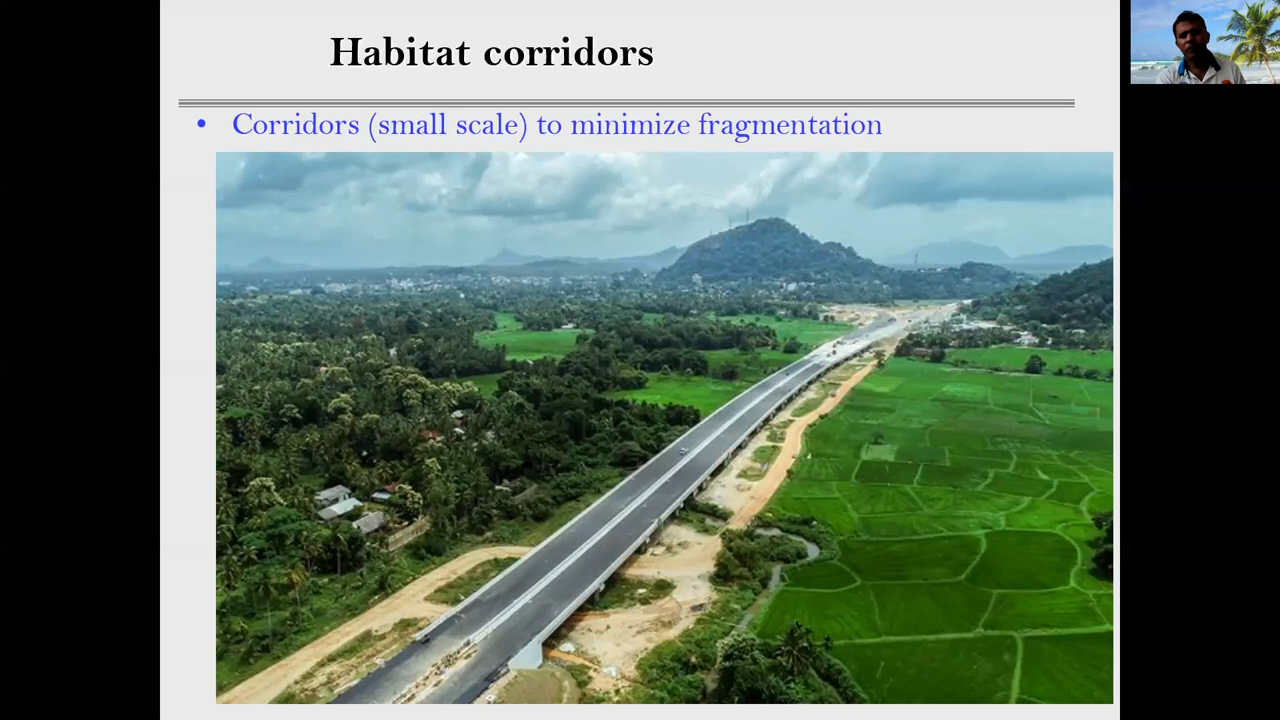 Habitat corridors
• Corridors (small scale) to minimize fragmentation